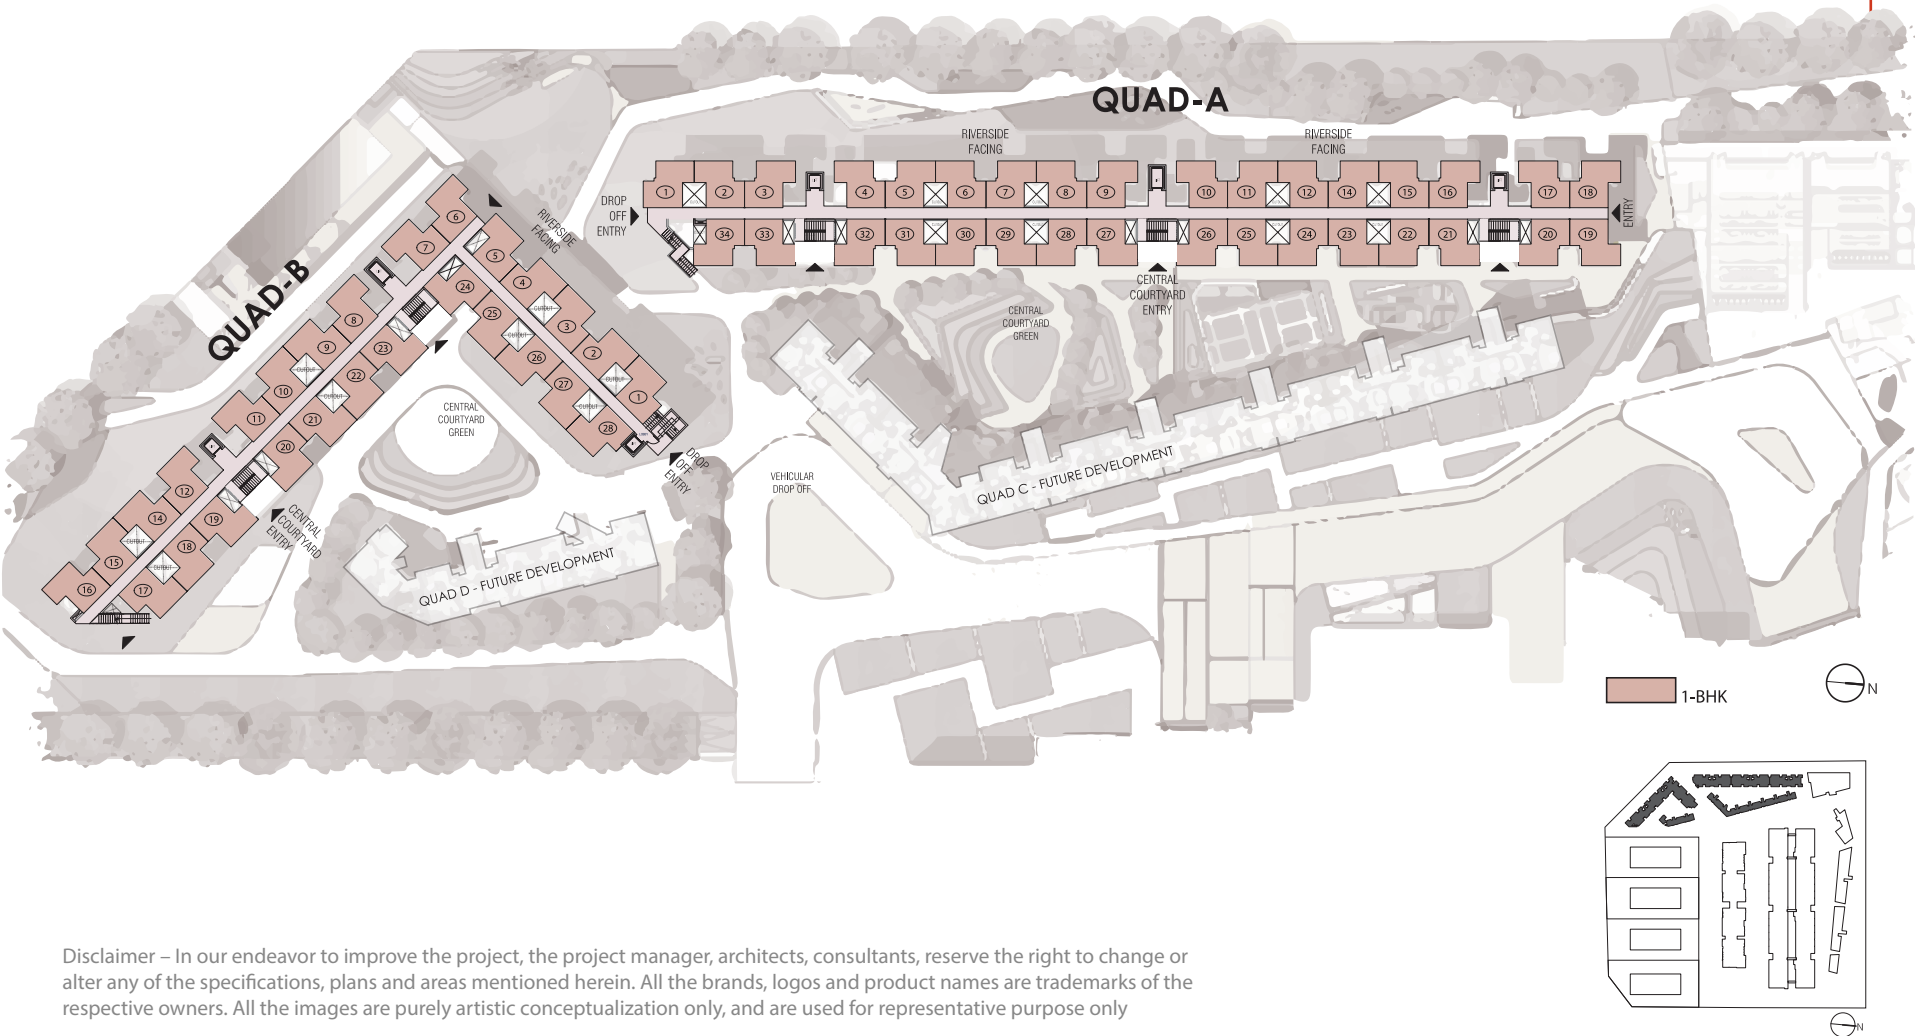 QUAD-A
RIVERSIDE
FACING
RIVERSIDE
FACING
1
2
3
4
5
6
7
8
9
10
11
12
14
15
16
17
18
DROP
OFF
ENTRY
ENTRY
34
33
32
31
30
29
28
27
26
25
24
23
22
21
20
19
CENTRAL
COURTYARD
ENTRY
CENTRAL
COURTYARD
GREEN
QUAD-B
RIVERSIDE
FACING
6
7
5
4
24
25
3
8
CUTOUT
CUTOUT
9
23
26
2
CUTOUT
22
10
27
CUTOUT
1
CUTOUT
CUTOUT
11
21
28
20
12
14
19
CUTOUT
18
15
CUTOUT
16
17
CENTRAL
COURTYARD
GREEN
DROP
OFF
ENTRY
CENTRAL
COURTYARD
ENTRY
VEHICULAR
DROP OFF
QUAD C - FUTURE DEVELOPMENT
QUAD D - FUTURE DEVELOPMENT
1-BHK
N
N
Disclaimer – In our endeavor to improve the project, the project manager, architects, consultants, reserve the right to change or
alter any of the specifications, plans and areas mentioned herein. All the brands, logos and product names are trademarks of the
respective owners. All the images are purely artistic conceptualization only, and are used for representative purpose only